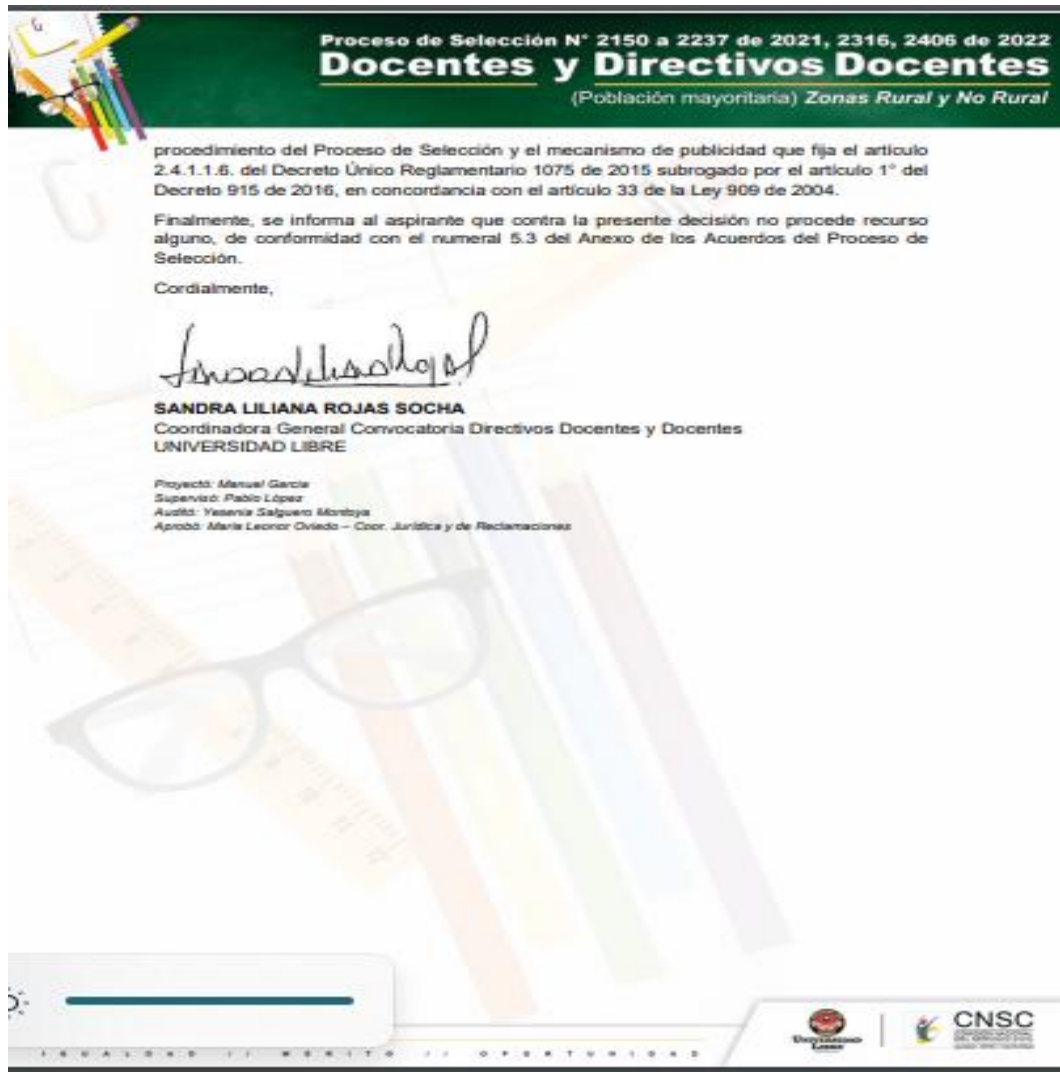 Proceso de Selección N° 2150 a 2237 de 2021, 2316, 2406 de 2022
Docentes y Directivos Docentes
(Población mayoritaria) Zonas Rural y No Rural
procedimiento del Proceso de Selección y el mecanismo de publicidad que fija el artículo
2.4.1.1.6. del Decreto Único Reglamentario 1075 de 2015 subrogado por el artículo 1° del
Decreto 915 de 2016, en concordancia con el artículo 33 de la Ley 909 de 2004.
Finalmente, se informa al aspirante que contra la presente decisión no procede recurso
alguno, de conformidad con el numeral 5.3 del Anexo de los Acuerdos del Proceso de
Selección.
Cordialmente,
SANDRA LILIANA ROJAS SOCHA
Coordinadora General Convocatoria Directivos Docentes y Docentes
UNIVERSIDAD LIBRE
Proyectó: Manuel García
Supervisó: Pablo López
Auditó: Yesenia Salguero Montoya
Aprobó: María Leonor Oviedo – Coor. Jurídica y de Reclamaciones
IGUALDAD // MÉRITO // OPORTUNIDAD
UNIVERSIDAD
LIBRE
CNSC